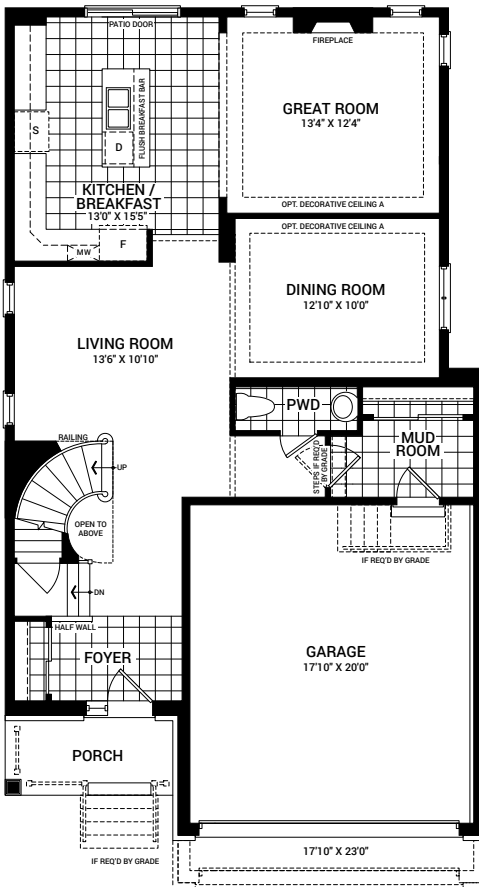 PATIO DOOR
FIREPLACE
GREAT ROOM
13'4" X 12'4"
S
D
FLUSH BREAKFAST BAR
KITCHEN /
BREAKFAST
13'0" X 15'5"
OPT. DECORATIVE CEILING A
OPT. DECORATIVE CEILING A
F
MW
DINING ROOM
12'10" X 10'0"
LIVING ROOM
13'6" X 10'10"
PWD
MUD
ROOM
RAILING
UP
STEPS IF REQ'D
BY GRADE
OPEN TO
ABOVE
IF REQ'D BY GRADE
DN
HALF WALL
FOYER
GARAGE
17'10" X 20'0"
PORCH
17'10" X 23'0"
IF REQ'D BY GRADE